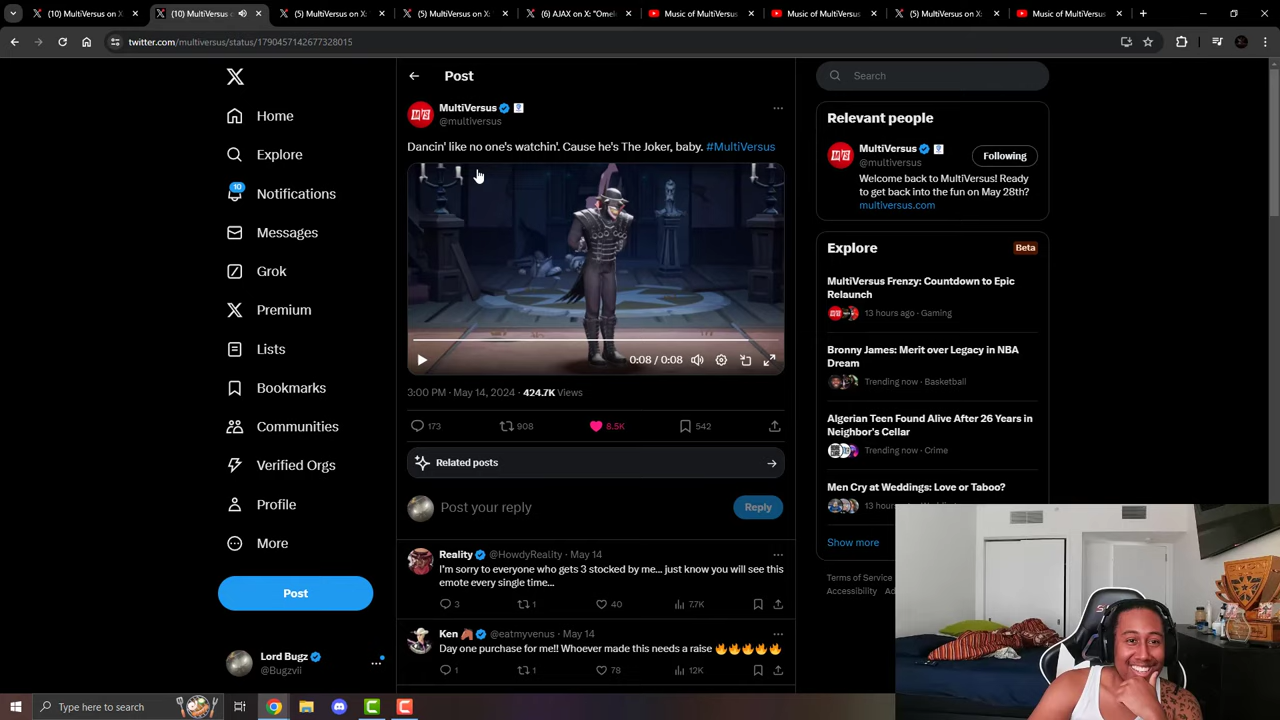 (10) MultiVersus on X:
(10) MultiVersus o
(5) MultiVersus on X:
(5) MultiVersus on X:
(6) AJAX on X: "Ome
Music of MultiVersus
Music of MultiVersus
(5) MultiVersus on X:
Music of MultiVersus
twitter.com/multiversus/status/1790457142677328015
Home
Explore
10
Notifications
Messages
Grok
Premium
Lists
Bookmarks
Communities
Verified Orgs
Profile
More
Post
Lord Bugz
@Bugzvii
Post
MultiVersus
@multiversus
Dancin' like no one's watchin'. Cause he's The Joker, baby. #MultiVersus
0:08 / 0:08
3:00 PM · May 14, 2024 · 424.7K Views
173 908 8.5K 542
Related posts
Post your reply
Reply
Reality @HowdyReality · May 14
I'm sorry to everyone who gets 3 stocked by me... just know you will see this
emote every single time...
3 1 40 7.7K
Ken @eatmyvenus · May 14
Day one purchase for me!! Whoever made this needs a raise 🔥🔥🔥🔥🔥
1 1 78 12K
Search
Relevant people
MultiVersus
@multiversus
Following
Welcome back to MultiVersus! Ready
to get back into the fun on May 28th?
multiversus.com
Explore
Beta
MultiVersus Frenzy: Countdown to Epic
Relaunch
13 hours ago · Gaming
Bronny James: Merit over Legacy in NBA
Dream
Trending now · Basketball
Algerian Teen Found Alive After 26 Years in
Neighbor's Cellar
Trending now · Crime
Men Cry at Weddings: Love or Taboo?
13 hours
Show more
Terms of Service
Accessibility
Type here to search